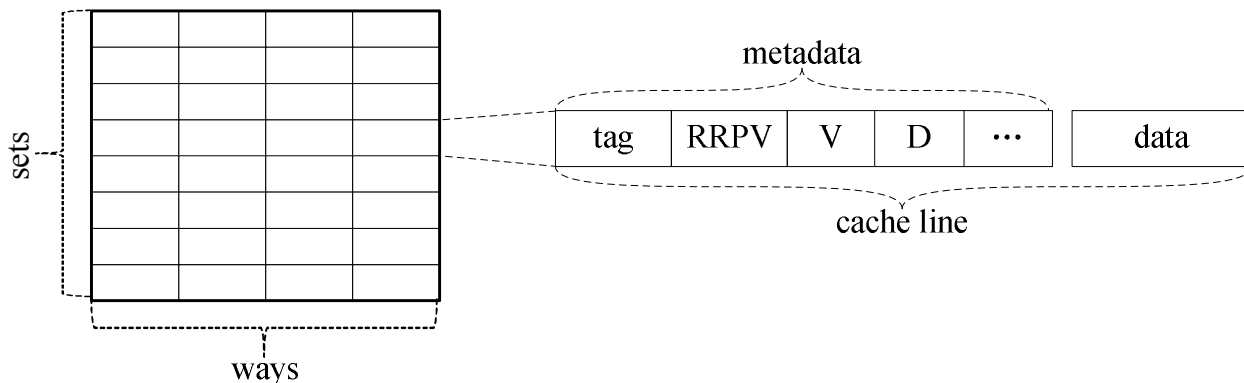 metadata
tag RRPV V D ... data
cache line
sets
ways